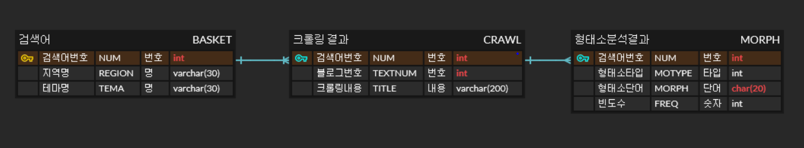 검색어 BASKET
검색어번호 NUM 번호 int
지역명 REGION 명 varchar(30)
테마명 TEMA 명 varchar(30)
크롤링 결과 CRAWL
검색어번호 NUM 번호 int
블로그번호 TEXTNUM 번호 int
크롤링내용 TITLE 내용 varchar(200)
형태소분석결과 MORPH
검색어번호 NUM 번호 int
형태소타입 MOTYPE 타입 int
형태소단어 MORPH 단어 char(20)
빈도수 FREQ 숫자 int